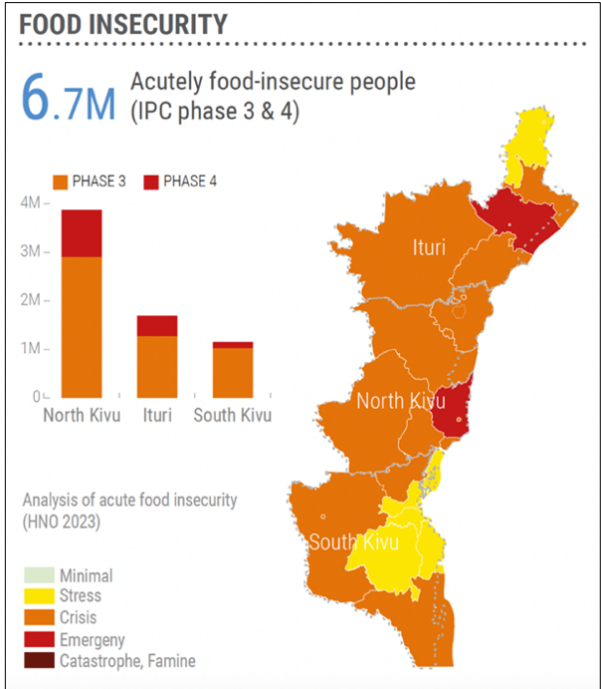 FOOD INSECURITY
6.7M
Acutely food-insecure people
(IPC phase 3 & 4)
PHASE 3
PHASE 4
4M
3M
2M
1M
0
North Kivu
Ituri
South Kivu
Ituri
North Kivu
South Kivu
Analysis of acute food insecurity
(HNO 2023)
Minimal
Stress
Crisis
Emergeny
Catastrophe, Famine